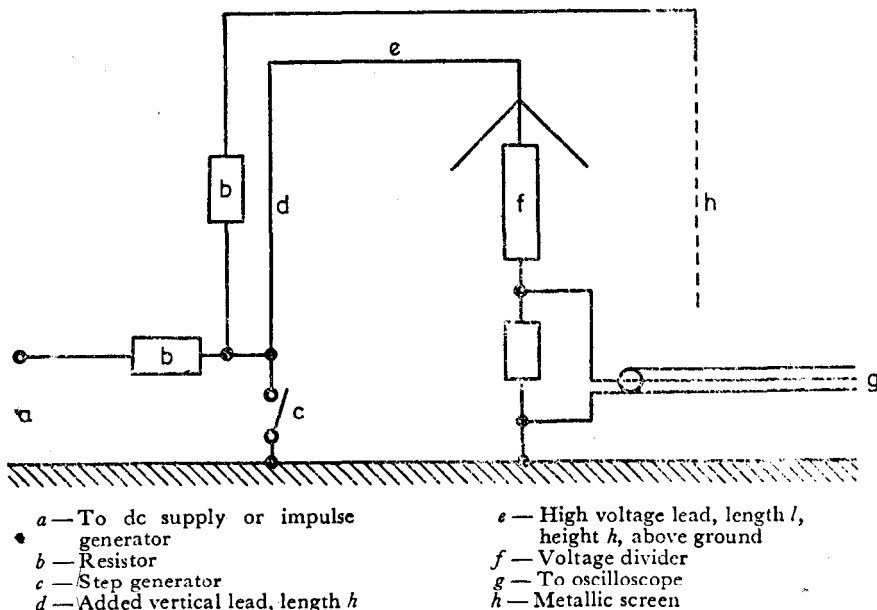 e
b
d
f
h
b
c
a
g
a — To dc supply or impulse generator
b — Resistor
c — Step generator
d — Added vertical lead, length h
e — High voltage lead, length l, height h, above ground
f — Voltage divider
g — To oscilloscope
h — Metallic screen